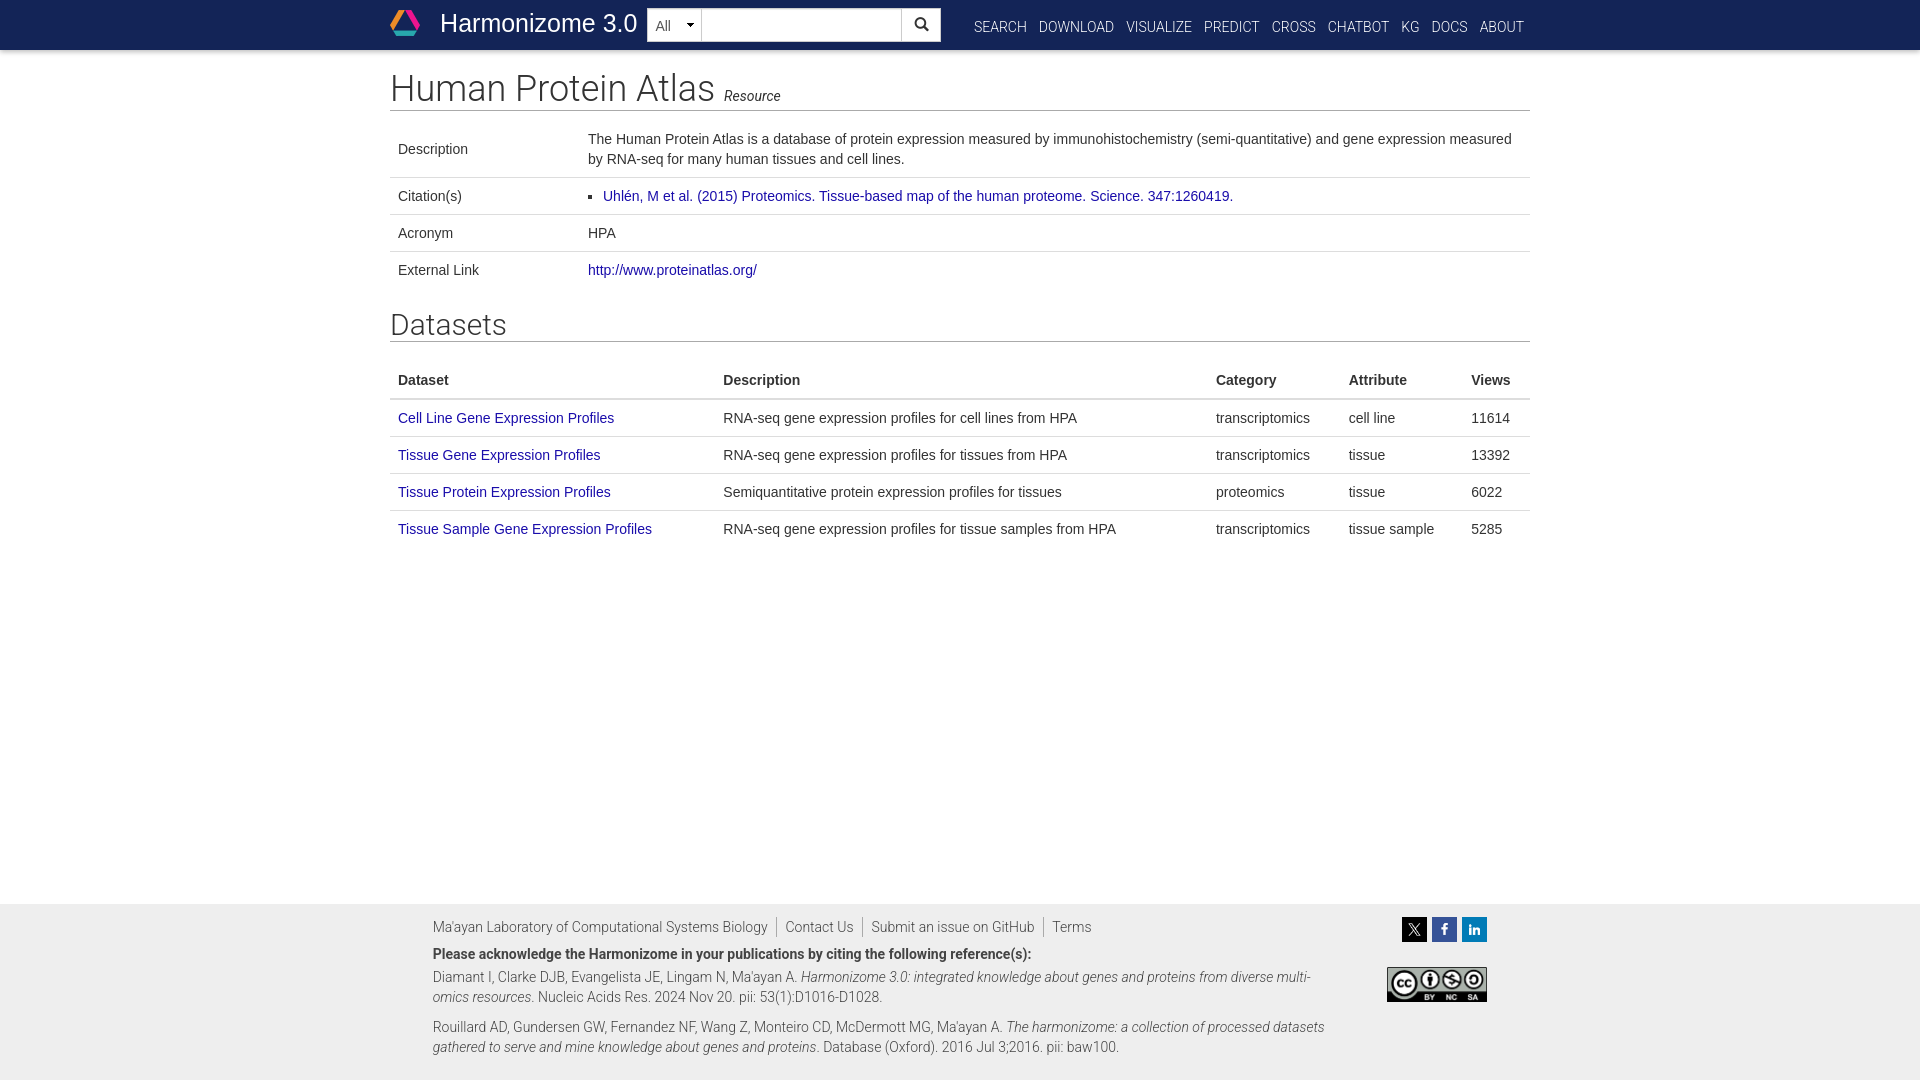 Harmonizome 3.0 All SEARCH DOWNLOAD VISUALIZE PREDICT CROSS CHATBOT KG DOCS ABOUT
Human Protein Atlas Resource
Description The Human Protein Atlas is a database of protein expression measured by immunohistochemistry (semi-quantitative) and gene expression measured
by RNA-seq for many human tissues and cell lines.
Citation(s) Uhlén, M et al. (2015) Proteomics. Tissue-based map of the human proteome. Science. 347:1260419.
Acronym HPA
External Link http://www.proteinatlas.org/
Datasets
Dataset Description Category Attribute Views
Cell Line Gene Expression Profiles RNA-seq gene expression profiles for cell lines from HPA transcriptomics cell line 11614
Tissue Gene Expression Profiles RNA-seq gene expression profiles for tissues from HPA transcriptomics tissue 13392
Tissue Protein Expression Profiles Semiquantitative protein expression profiles for tissues proteomics tissue 6022
Tissue Sample Gene Expression Profiles RNA-seq gene expression profiles for tissue samples from HPA transcriptomics tissue sample 5285
Ma'ayan Laboratory of Computational Systems Biology Contact Us Submit an issue on GitHub Terms
Please acknowledge the Harmonizome in your publications by citing the following reference(s):
Diamant I, Clarke DJB, Evangelista JE, Lingam N, Ma'ayan A. Harmonizome 3.0: integrated knowledge about genes and proteins from diverse multi-
omics resources. Nucleic Acids Res. 2024 Nov 20. pii: 53(1):D1016-D1028.
Rouillard AD, Gundersen GW, Fernandez NF, Wang Z, Monteiro CD, McDermott MG, Ma'ayan A. The harmonizome: a collection of processed datasets
gathered to serve and mine knowledge about genes and proteins. Database (Oxford). 2016 Jul 3;2016. pii: baw100.
X f in
cc BY NC SA